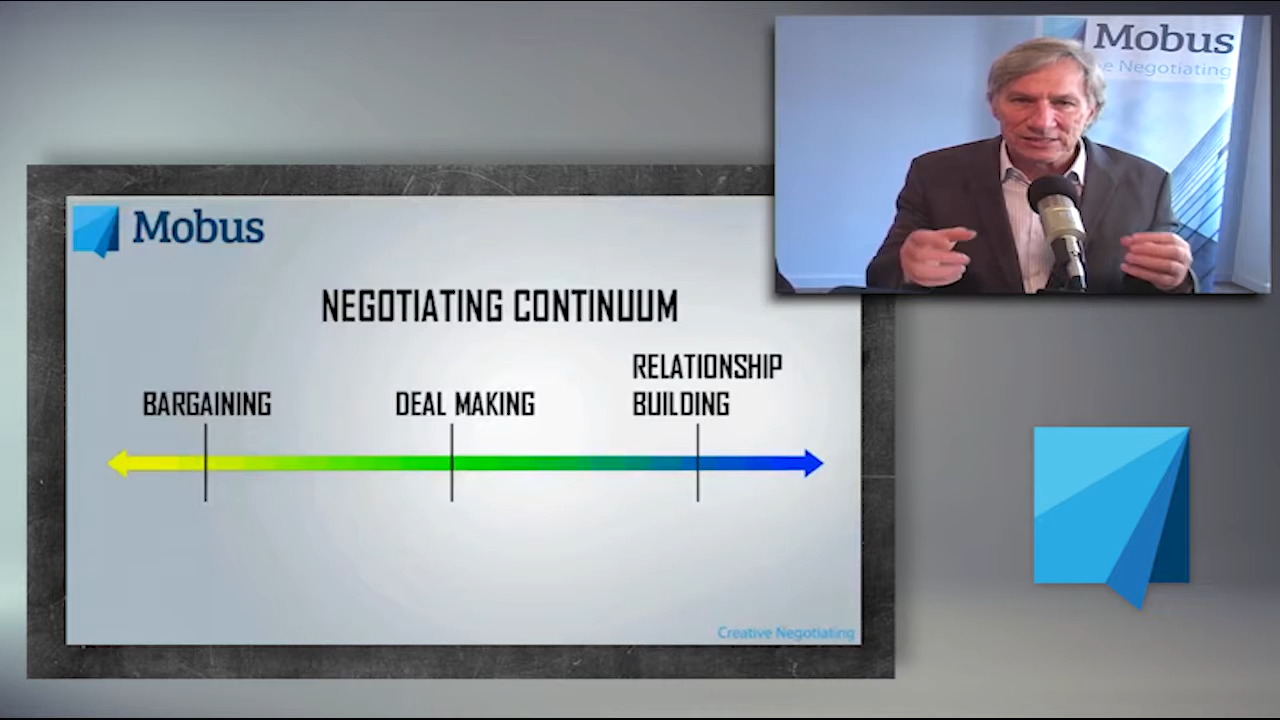 Mobus
e Negotiating
Mobus
NEGOTIATING CONTINUUM
BARGAINING
DEAL MAKING
RELATIONSHIP
BUILDING
Creative Negotiating